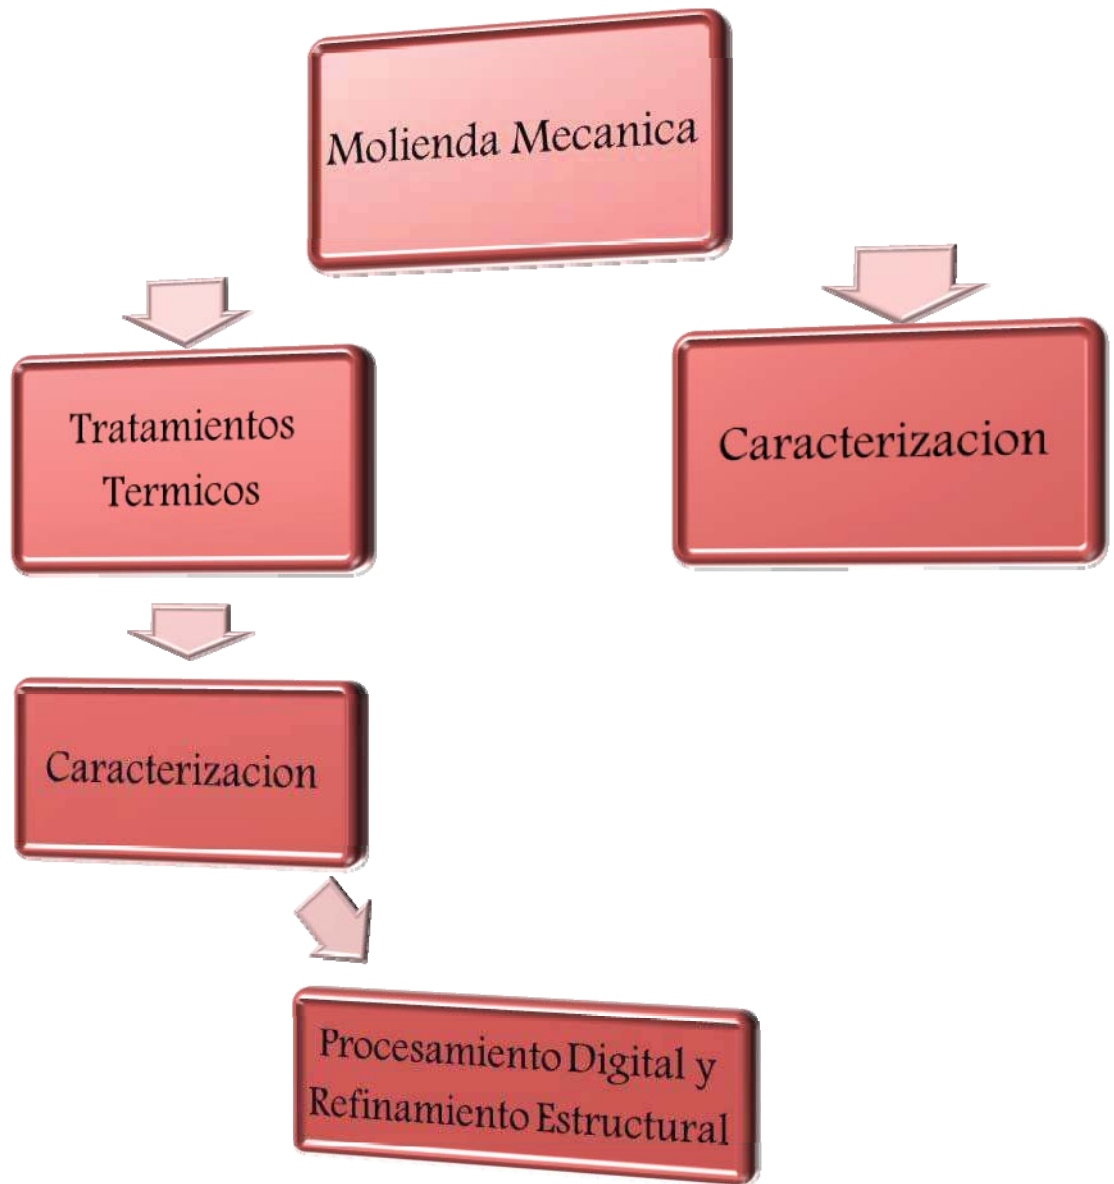 Molienda Mecanica
Tratamientos
Termicos
Caracterizacion
Caracterizacion
Procesamiento Digital y
Refinamiento Estructural